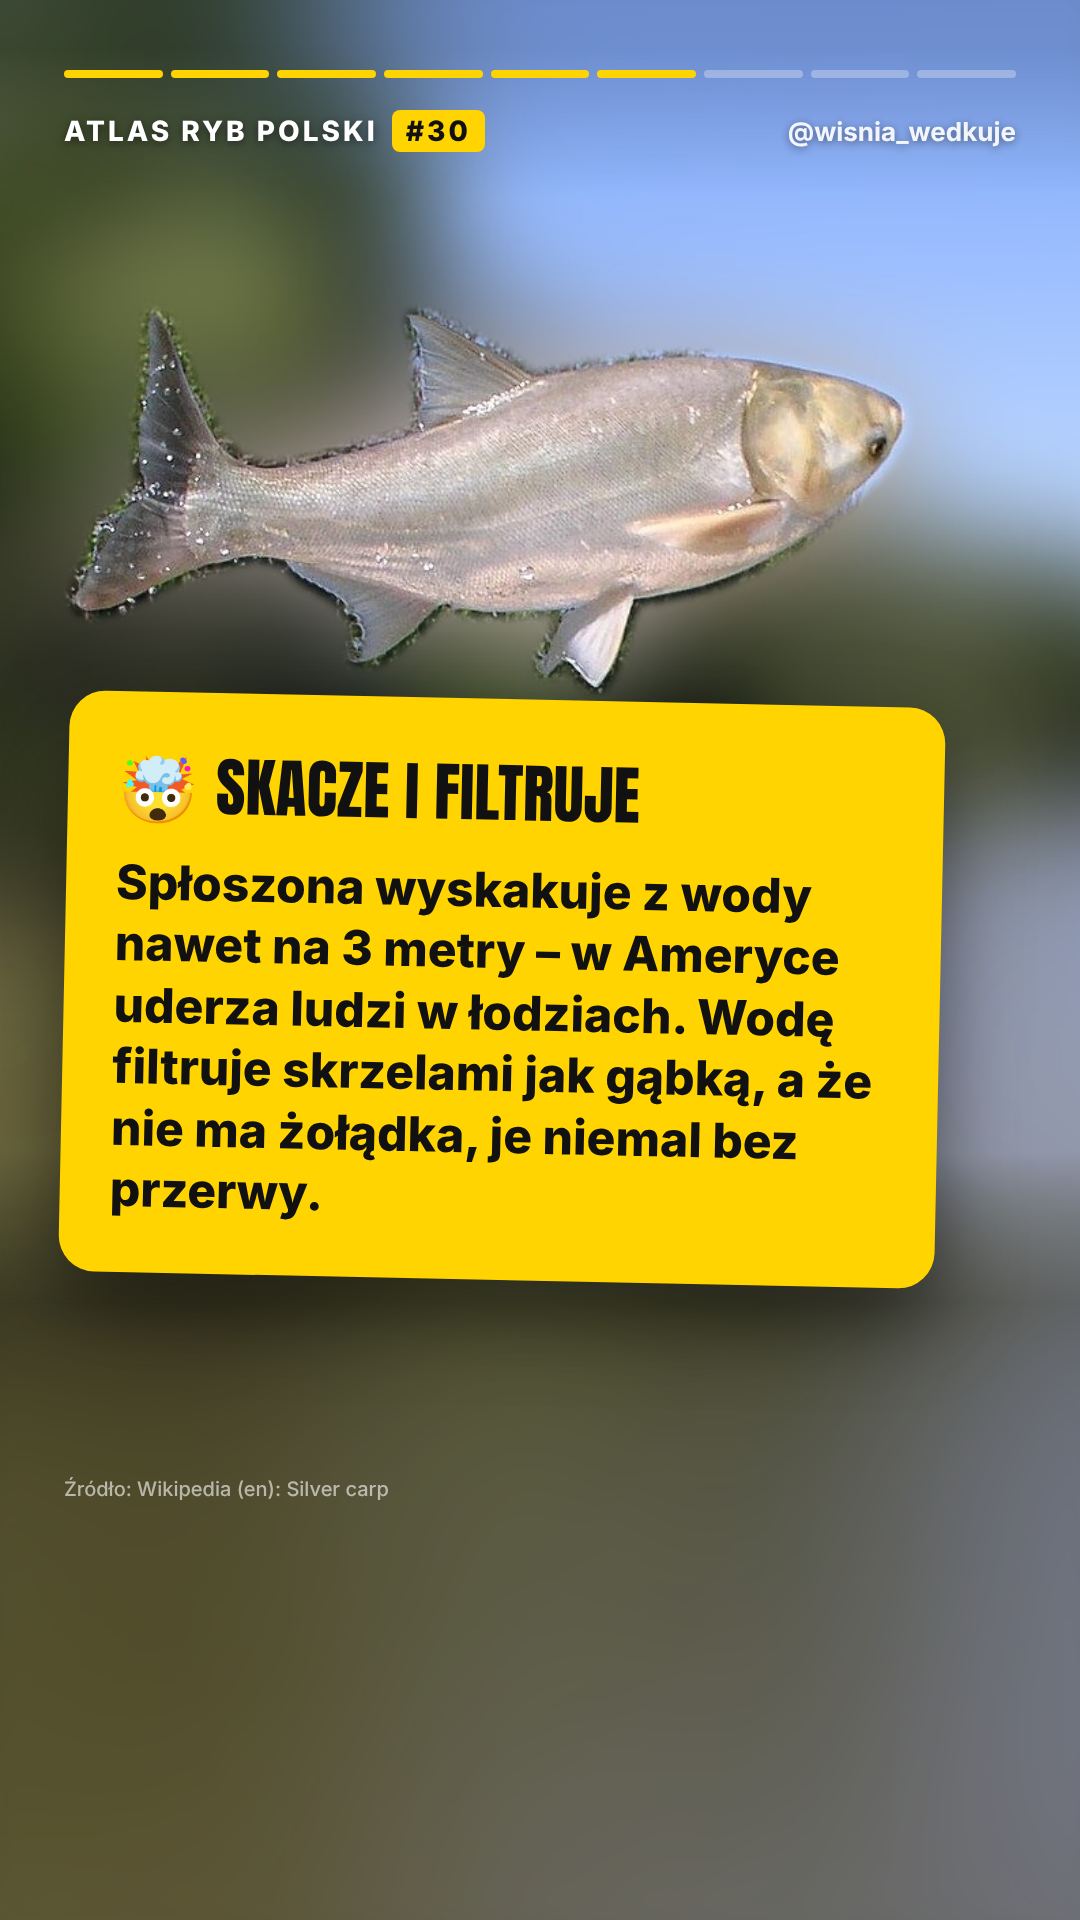 ATLAS RYB POLSKI #30
@wisnia_wedkuje
🤯 SKACZE I FILTRUJE
Spłoszona wyskakuje z wody
nawet na 3 metry – w Ameryce
uderza ludzi w łodziach. Wodę
filtruje skrzelami jak gąbką, a że
nie ma żołądka, je niemal bez
przerwy.
Źródło: Wikipedia (en): Silver carp